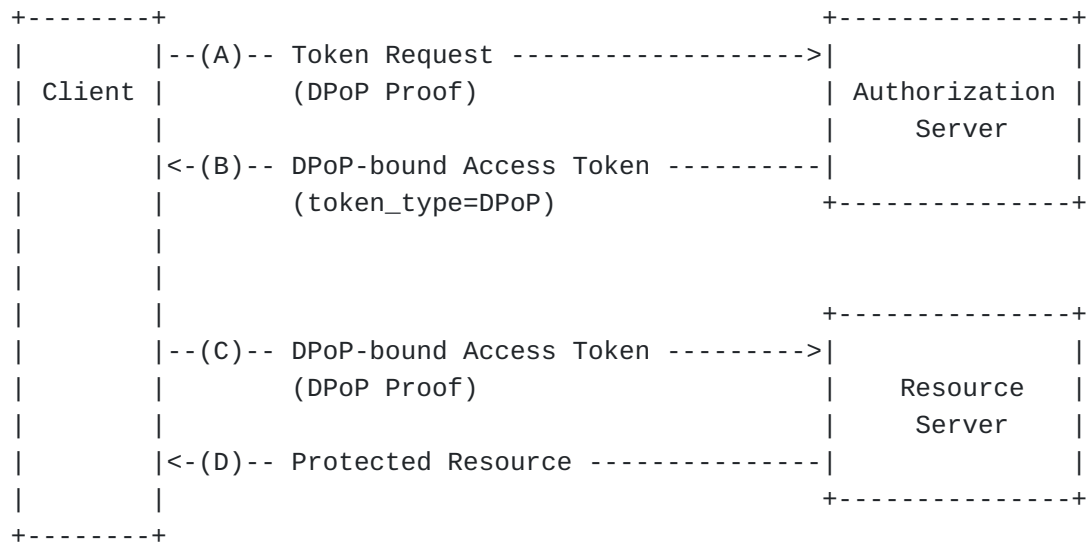 +--------+                                          +---------------+
|        |--(A)-- Token Request ------------------->|               |
| Client |        (DPoP Proof)                      | Authorization |
|        |                                          |     Server    |
|        |<-(B)-- DPoP-bound Access Token ----------|               |
|        |        (token_type=DPoP)                 +---------------+
|        |
|        |
|        |                                          +---------------+
|        |--(C)-- DPoP-bound Access Token --------->|               |
|        |        (DPoP Proof)                      |    Resource   |
|        |                                          |     Server    |
|        |<-(D)-- Protected Resource ---------------|               |
|        |                                          +---------------+
+--------+